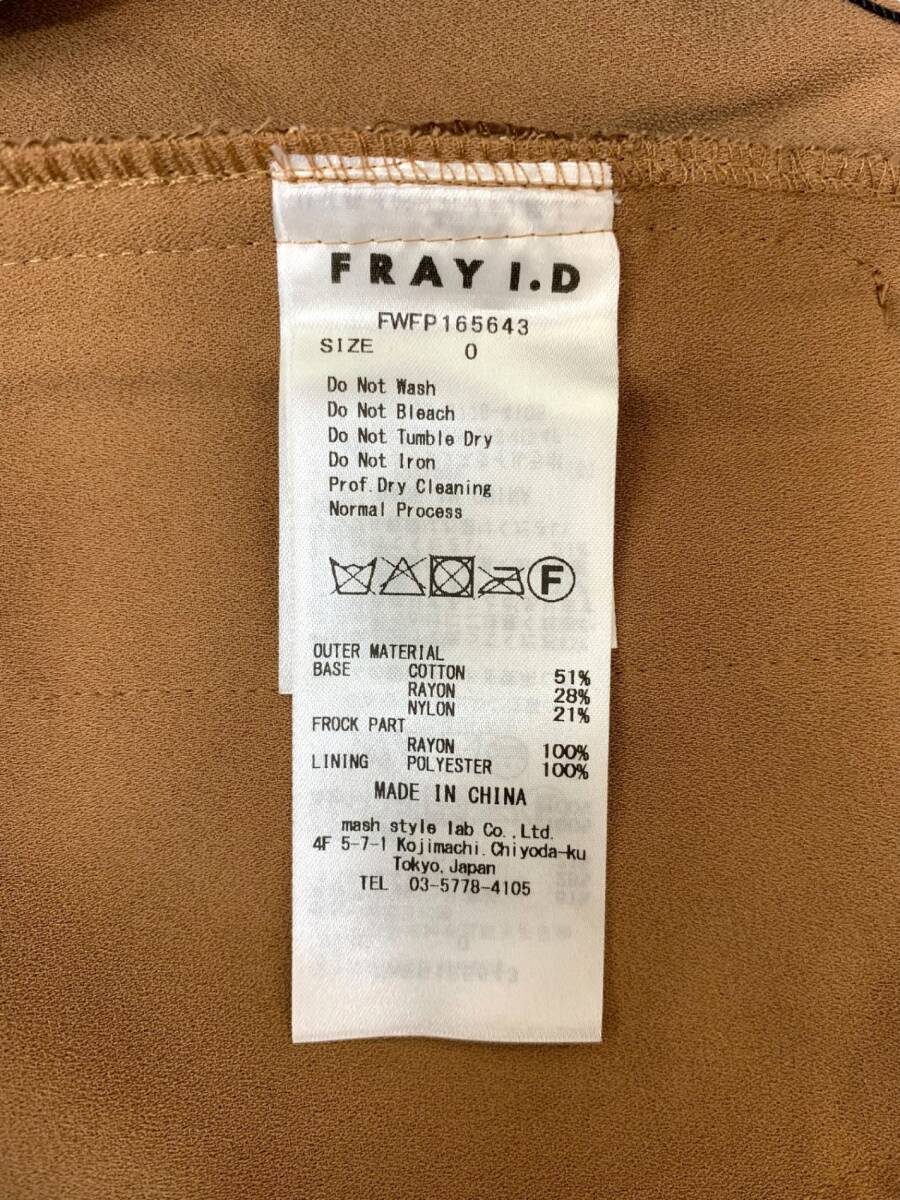 FRAY I.D
FWFP165643
SIZE 0
Do Not Wash
Do Not Bleach
Do Not Tumble Dry
Do Not Iron
Prof.Dry Cleaning
Normal Process
F
OUTER MATERIAL
BASE COTTON 51%
RAYON 28%
NYLON 21%
FROCK PART
RAYON 100%
LINING POLYESTER 100%
MADE IN CHINA
mash style lab Co.,Ltd.
4F 5-7-1 Kojimachi.Chiyoda-ku
Tokyo,Japan
TEL 03-5778-4105